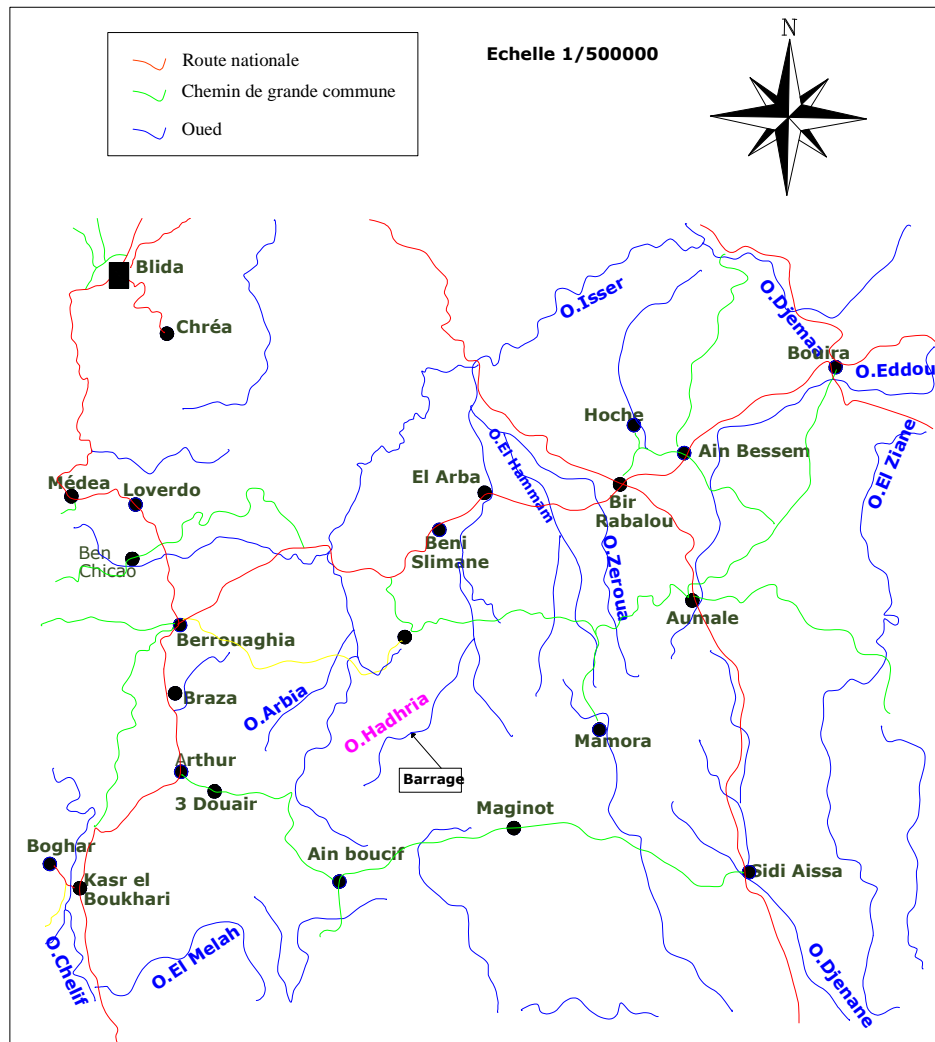 N
Echelle 1/500000
Route nationale
Chemin de grande commune
Oued
Blida
Chréa
O.Isser
O.Djemaa
Bouira
O.Eddou
Hoche
Ain Bessem
O.El Ziane
O.El Hammam
El Arba
Médea
Loverdo
Bir
Rabalou
Beni
Slimane
Ben
Chicao
O.Zeroua
Aumale
Berrouaghia
Braza
O.Arbia
O.Hadhria
Mamora
Arthur
Barrage
3 Douair
Maginot
Boghar
Ain boucif
Sidi Aissa
Kasr el
Boukhari
O.Chelif
O.El Melah
O.Djenane